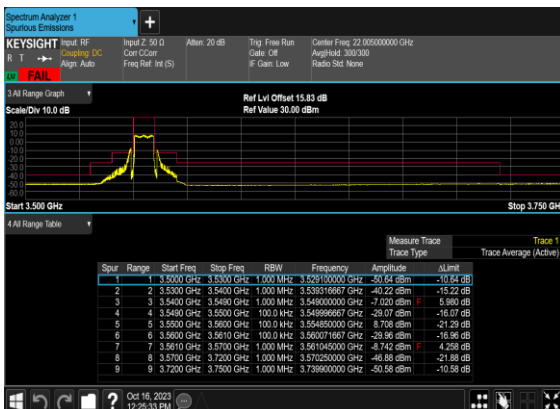 Spectrum Analyzer 1
Spurious Emissions
+
KEYSIGHT Input: RF Input Z: 50 Ω Atten: 20 dB Trig: Free Run Center Freq: 22.005000000 GHz
R T Coupling: DC Corr CCorr Gate: Off Avg|Hold: 300/300
Align: Auto Freq Ref: Int (S) IF Gain: Low Radio Std: None
LV FAIL
3 All Range Graph
Ref Lvl Offset 15.83 dB
Scale/Div 10.0 dB Ref Value 30.00 dBm
20.0
10.0
0.00
-10.0
-20.0
-30.0
-40.0
-50.0
-60.0
Start 3.500 GHz Stop 3.750 GH
4 All Range Table
Measure Trace Trace 1
Trace Type Trace Average (Active)
Spur Range Start Freq Stop Freq RBW Frequency Amplitude ΔLimit
1 1 3.5000 GHz 3.5300 GHz 1.000 MHz 3.529100000 GHz -50.64 dBm -10.64 dB
2 2 3.5300 GHz 3.5400 GHz 1.000 MHz 3.539316667 GHz -40.22 dBm -15.22 dB
3 3 3.5400 GHz 3.5490 GHz 1.000 MHz 3.549000000 GHz -7.020 dBm F 5.980 dB
4 4 3.5490 GHz 3.5500 GHz 100.0 kHz 3.549996667 GHz -29.07 dBm -16.07 dB
5 5 3.5500 GHz 3.5600 GHz 100.0 kHz 3.554850000 GHz 8.708 dBm -21.29 dB
6 6 3.5600 GHz 3.5610 GHz 100.0 kHz 3.560071667 GHz -29.96 dBm -16.96 dB
7 7 3.5610 GHz 3.5700 GHz 1.000 MHz 3.561045000 GHz -8.742 dBm F 4.258 dB
8 8 3.5700 GHz 3.7200 GHz 1.000 MHz 3.570250000 GHz -46.88 dBm -21.88 dB
9 9 3.7200 GHz 3.7500 GHz 1.000 MHz 3.739900000 GHz -50.58 dBm -10.58 dB
? Oct 16, 2023
12:25:33 PM